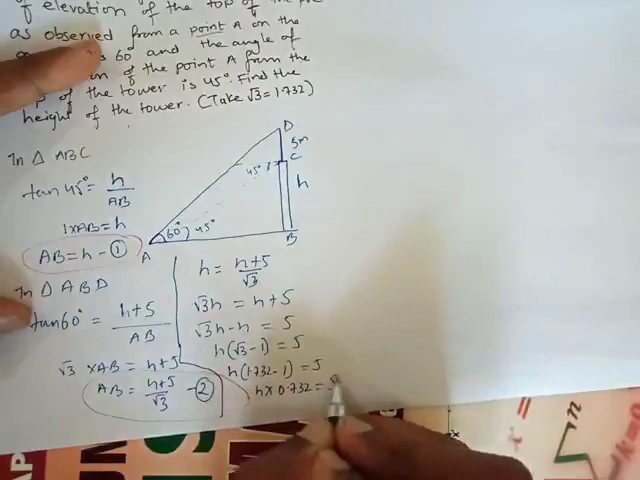 of elevation of the top of the
as observed from a point A on the
is 60° and the angle of
of the point A from the
of the tower is 45°. Find the
height of the tower. (Take √3=1.732)
In △ ABC
tan 45° = h/AB
1×AB = h
AB = h - ①
In △ ABD
tan 60° = h+5/AB
√3 ×AB = h+5
AB = h+5/√3 - ②
D
5m
C
45°
h
60°
45°
A
B
h = h+5/√3
√3h = h+5
√3h-h = 5
h(√3-1) = 5
h(1.732-1) = 5
h×0.732 =